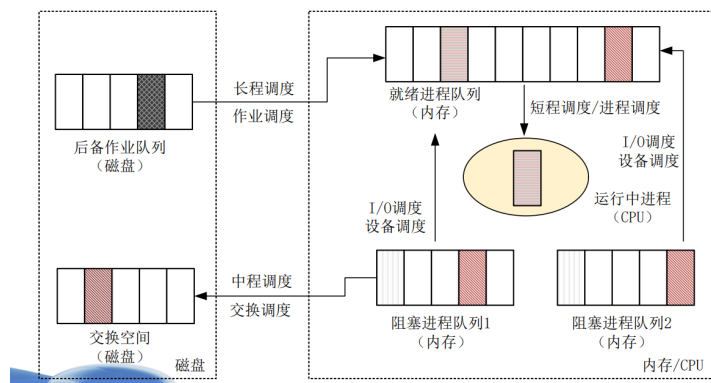 长程调度
作业调度
后备作业队列
（磁盘）
就绪进程队列
（内存）
短程调度/进程调度
I/O调度
设备调度
运行中进程
（CPU）
I/O调度
设备调度
中程调度
交换调度
交换空间
（磁盘）
磁盘
阻塞进程队列1
（内存）
阻塞进程队列2
（内存）
内存/CPU